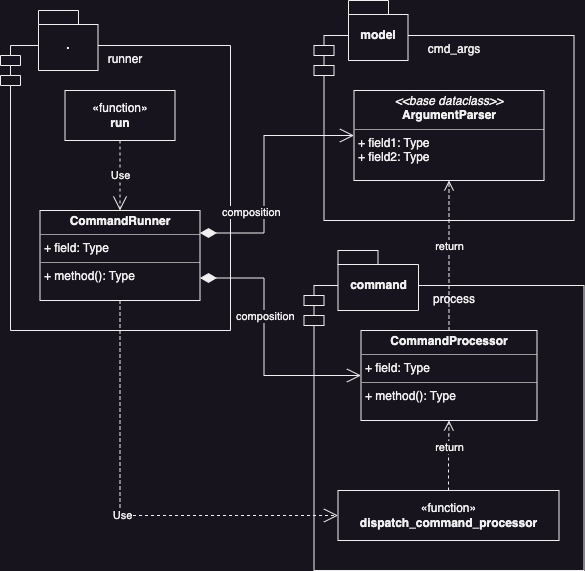 .
runner
«function»
run
Use
CommandRunner
+ field: Type
+ method(): Type
composition
composition
model
cmd_args
<<base dataclass>>
ArgumentParser
+ field1: Type
+ field2: Type
return
command
process
CommandProcessor
+ field: Type
+ method(): Type
return
Use
«function»
dispatch_command_processor